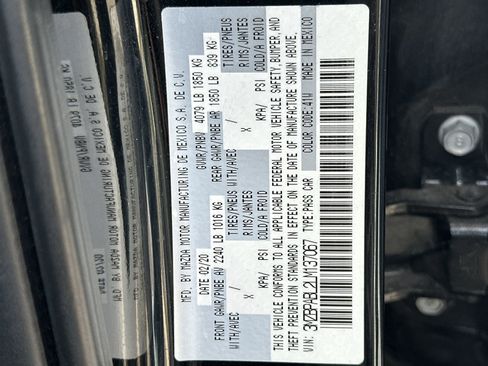 MFD. BY MAZDA MOTOR MANUFACTURING DE MEXICO S.A. DE C.V.
DATE 02/20 GVWR/PNBV 4079 LB 1850 KG
FRONT GAWR/PNBE AV 2240 LB 1016 KG REAR GAWR/PNBE AR 1850 LB 839 KG
WITH/AVEC TIRES/PNEUS WITH/AVEC TIRES/PNEUS
X RIMS/JANTES X RIMS/JANTES
KPA/ PSI COLD/A FROID KPA/ PSI COLD/A FROID
THIS VEHICLE CONFORMS TO ALL APPLICABLE FEDERAL MOTOR VEHICLE SAFETY, BUMPER, AND
THEFT PREVENTION STANDARDS IN EFFECT ON THE DATE OF MANUFACTURE SHOWN ABOVE.
VIN: 3MZBPABL2LM137067 TYPE:PASS. CAR COLOR CODE:41W MADE IN MEXICO